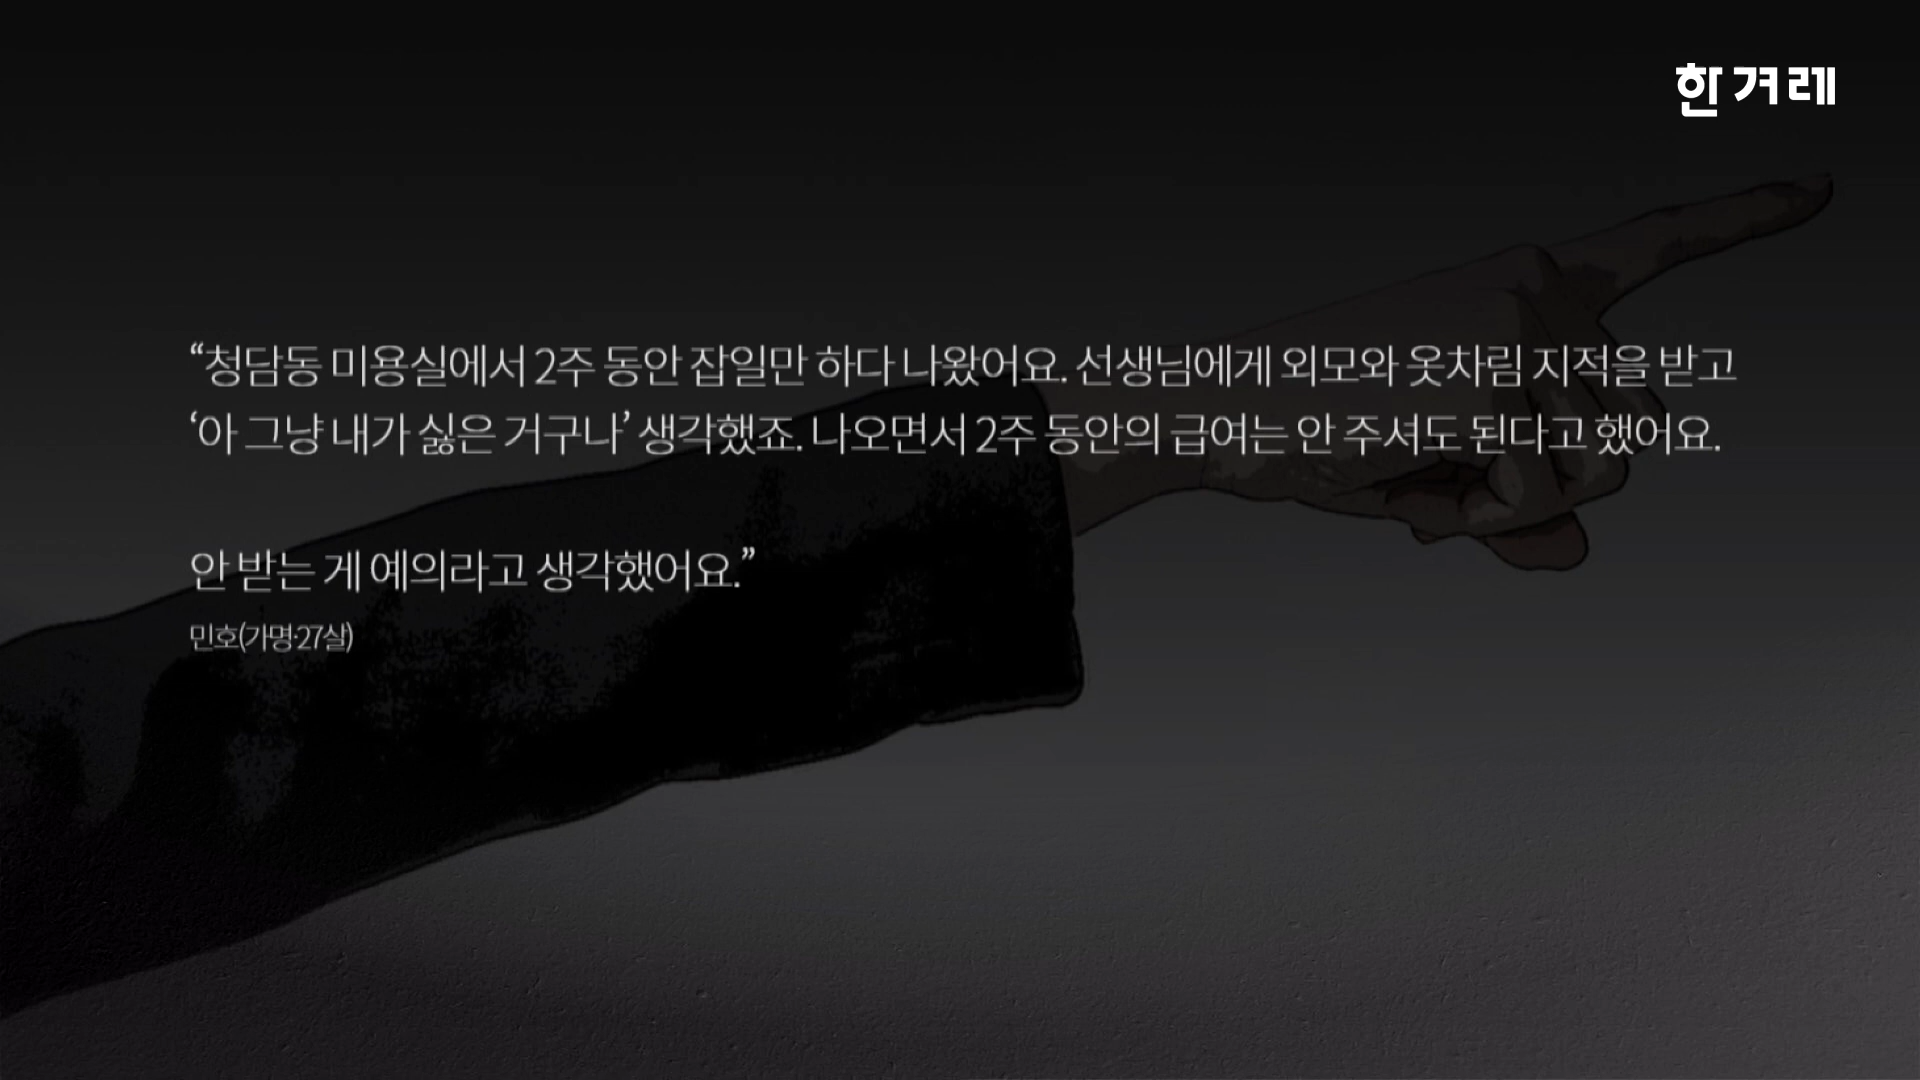 한겨레
“청담동 미용실에서 2주 동안 잡일만 하다 나왔어요. 선생님에게 외모와 옷차림 지적을 받고
‘아 그냥 내가 싫은 거구나’ 생각했죠. 나오면서 2주 동안의 급여는 안 주셔도 된다고 했어요.
안 받는 게 예의라고 생각했어요.”
민호(가명·27살)